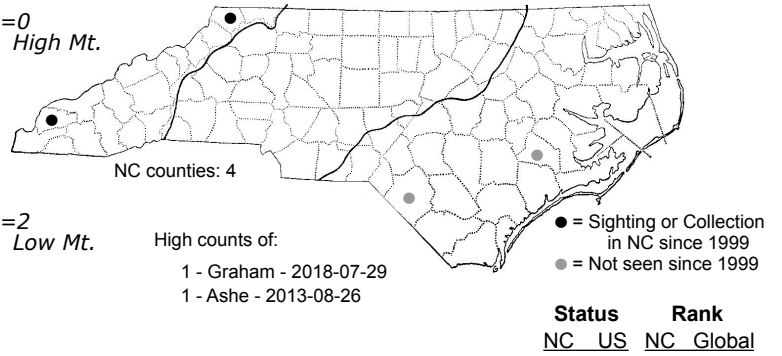 =0
High Mt.
NC counties: 4
=2
Low Mt.
High counts of:
1 - Graham - 2018-07-29
1 - Ashe - 2013-08-26
● = Sighting or Collection
in NC since 1999
● = Not seen since 1999
Status Rank
NC US NC Global